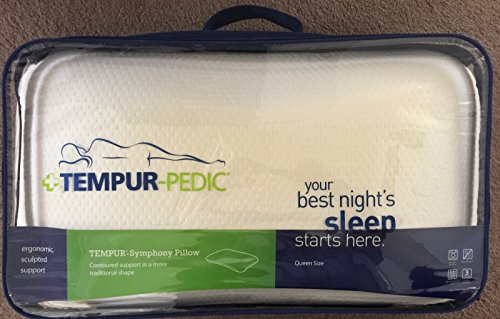 TEMPUR-PEDIC
your
best night's
sleep
starts here.
ergonomic,
sculpted
support
TEMPUR-Symphony Pillow
Contoured support in a more
traditional shape
Queen Size
3